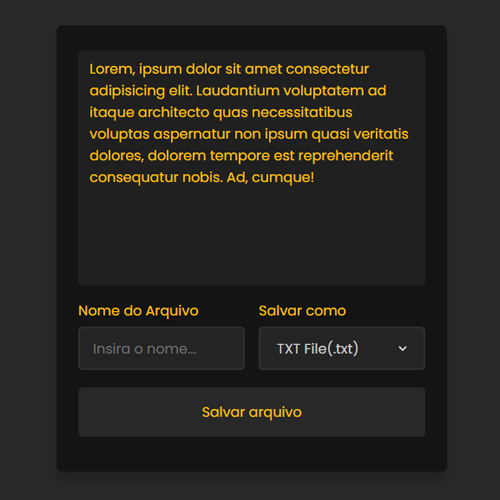 Lorem, ipsum dolor sit amet consectetur
adipisicing elit. Laudantium voluptatem ad
itaque architecto quas necessitatibus
voluptas aspernatur non ipsum quasi veritatis
dolores, dolorem tempore est reprehenderit
consequatur nobis. Ad, cumque!
Nome do Arquivo
Salvar como
Insira o nome...
TXT File(.txt)
Salvar arquivo